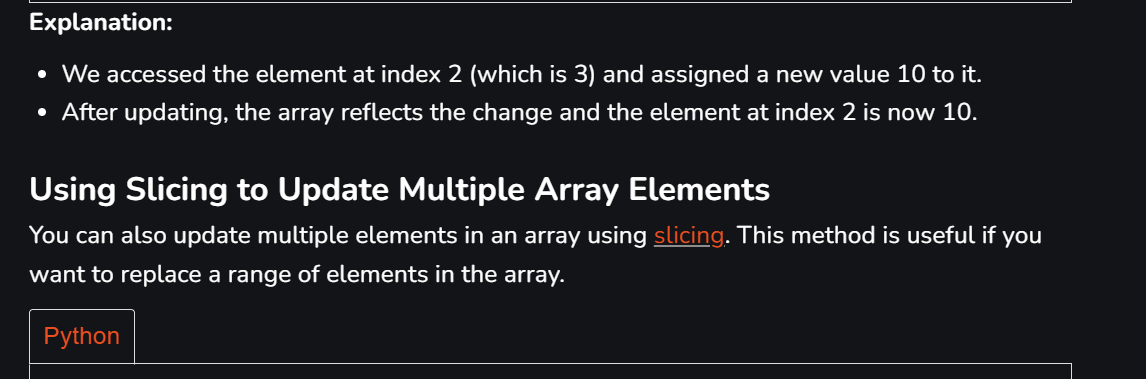 Explanation:
• We accessed the element at index 2 (which is 3) and assigned a new value 10 to it.
• After updating, the array reflects the change and the element at index 2 is now 10.
Using Slicing to Update Multiple Array Elements
You can also update multiple elements in an array using slicing. This method is useful if you
want to replace a range of elements in the array.
Python